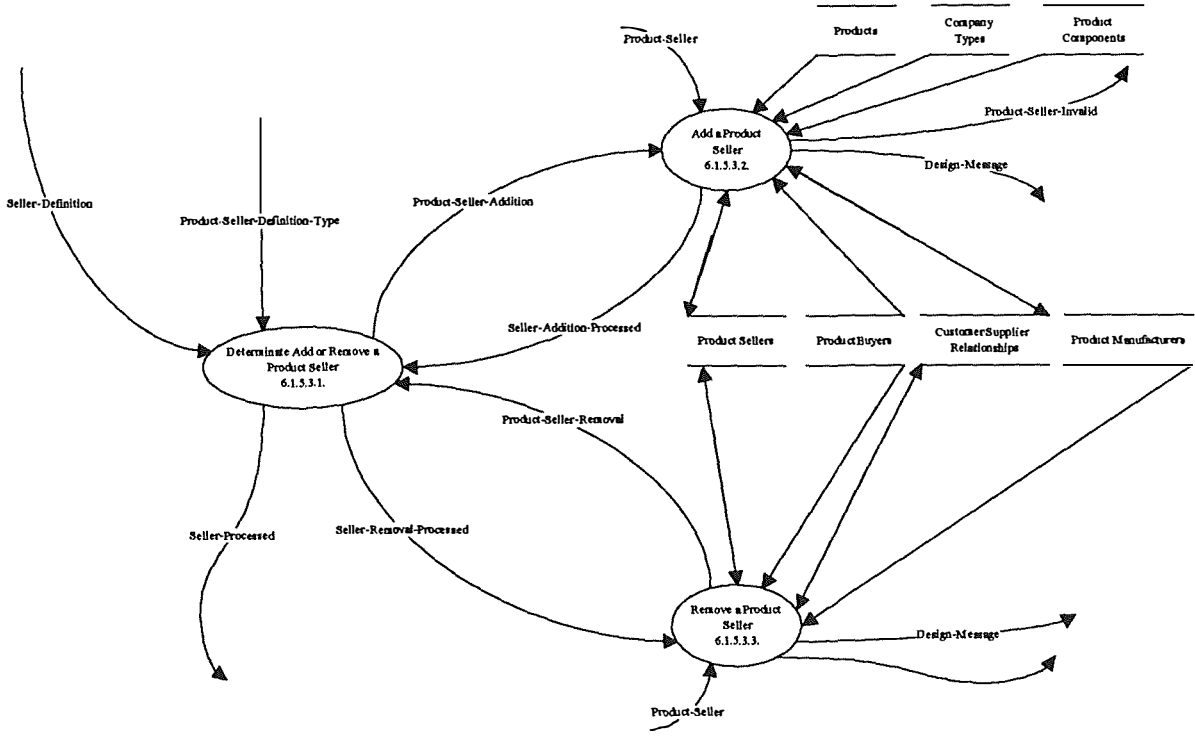 Product-Seller
Products
Company
Types
Product
Components
Product-Seller-Invalid
Add a Product
Seller
6.1.5.3.2.
Design-Message
Seller-Definition
Product-Seller-Definition-Type
Product-Seller-Addition
Seller-Addition-Processed
Product Sellers
Product Buyers
Customer Supplier
Relationships
Product Manufacturers
Determinate Add or Remove a
Product Seller
6.1.5.3.1.
Product-Seller-Removal
Seller-Processed
Seller-Removal-Processed
Remove a Product
Seller
6.1.5.3.3.
Design-Message
Product-Seller